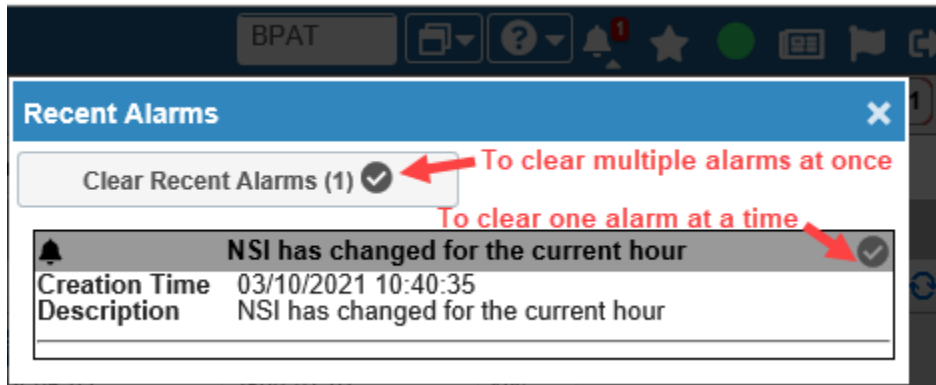 BPAT
1
Recent Alarms
1
Clear Recent Alarms (1)
To clear multiple alarms at once
To clear one alarm at a time
NSI has changed for the current hour
Creation Time 03/10/2021 10:40:35
Description NSI has changed for the current hour